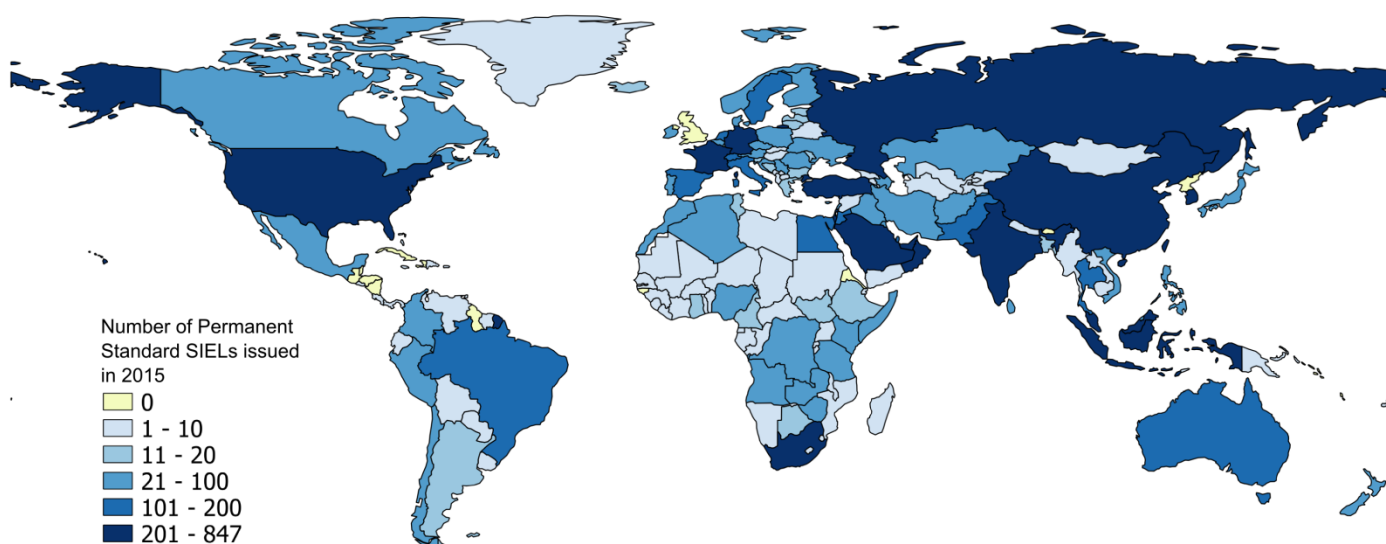 Number of Permanent
Standard SIELs issued
in 2015
0
1 - 10
11 - 20
21 - 100
101 - 200
201 - 847